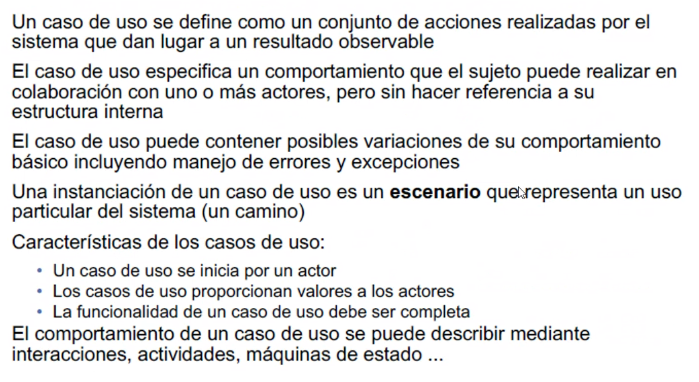 Un caso de uso se define como un conjunto de acciones realizadas por el
sistema que dan lugar a un resultado observable
El caso de uso especifica un comportamiento que el sujeto puede realizar en
colaboración con uno o más actores, pero sin hacer referencia a su
estructura interna
El caso de uso puede contener posibles variaciones de su comportamiento
básico incluyendo manejo de errores y excepciones
Una instanciación de un caso de uso es un escenario que representa un uso
particular del sistema (un camino)
Características de los casos de uso:
• Un caso de uso se inicia por un actor
• Los casos de uso proporcionan valores a los actores
• La funcionalidad de un caso de uso debe ser completa
El comportamiento de un caso de uso se puede describir mediante
interacciones, actividades, máquinas de estado ...